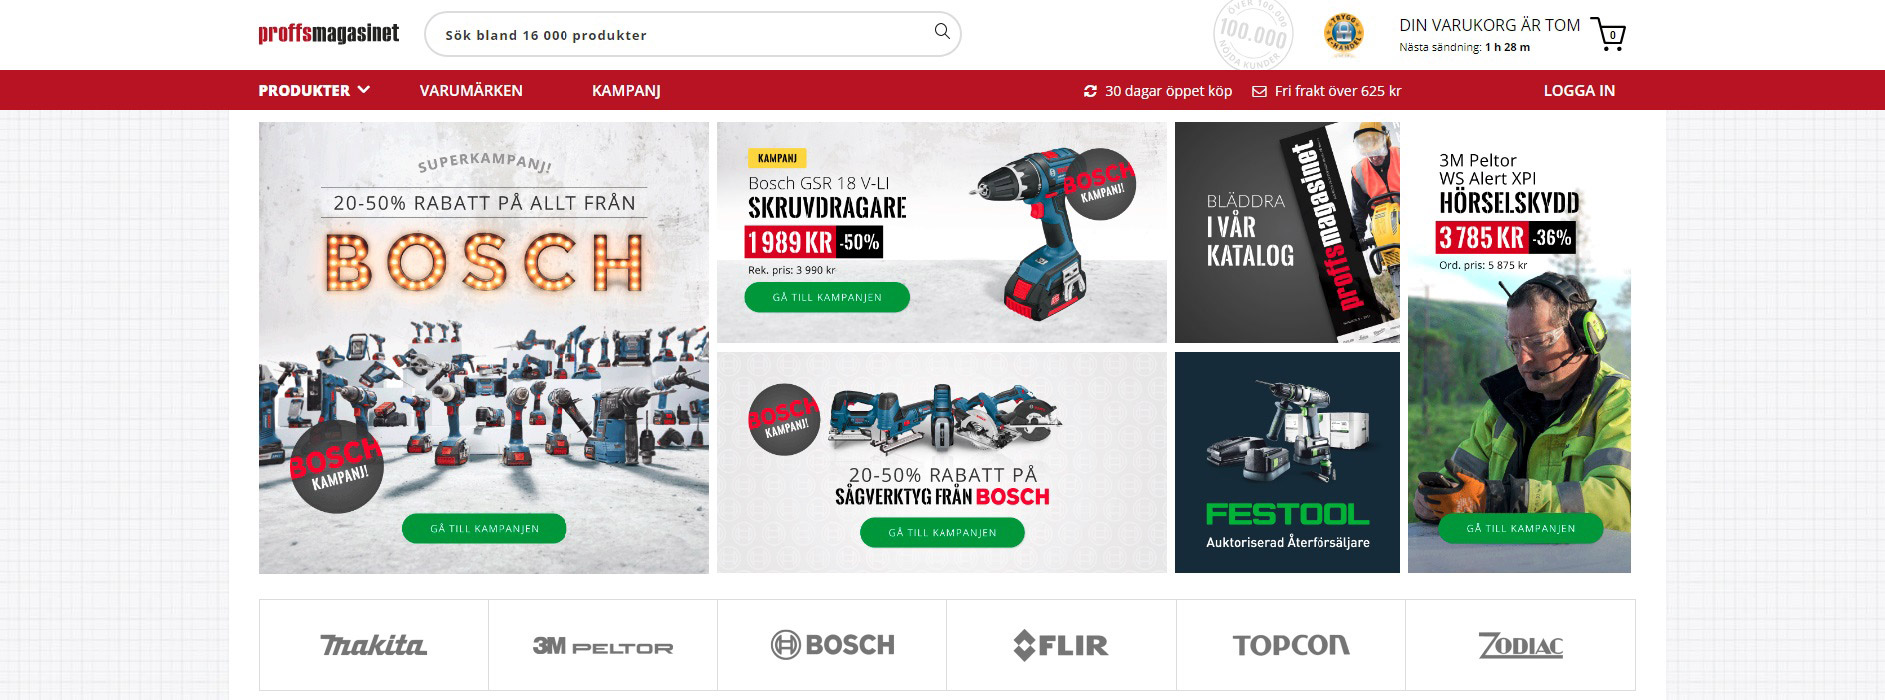 proffsmagasinet
Sök bland 16 000 produkter
ÖVER 100.000
100.000
NÖJDA KUNDER
TRYGG
E-HANDEL
DIN VARUKORG ÄR TOM
0
Nästa sändning: 1 h 28 m
PRODUKTER
VARUMÄRKEN
KAMPANJ
30 dagar öppet köp
Fri frakt över 625 kr
LOGGA IN
SUPERKAMPANJ!
20-50% RABATT PÅ ALLT FRÅN
BOSCH
BOSCH
KAMPANJ!
GÅ TILL KAMPANJEN
KAMPANJ
Bosch GSR 18 V-LI
SKRUVDRAGARE
1 989 KR -50%
Rek. pris: 3 990 kr
GÅ TILL KAMPANJEN
BOSCH
KAMPANJ!
BOSCH
KAMPANJ!
20-50% RABATT PÅ
SÅGVERKTYG FRÅN BOSCH
GÅ TILL KAMPANJEN
BLÄDDRA
I VÅR
KATALOG
proffsmagasinet
FESTOOL
Auktoriserad Återförsäljare
3M Peltor
WS Alert XPI
HÖRSELSKYDD
3 785 KR -36%
Ord. pris: 5 875 kr
GÅ TILL KAMPANJEN
makita
3M PELTOR
BOSCH
FLIR
TOPCON
ZODIAC